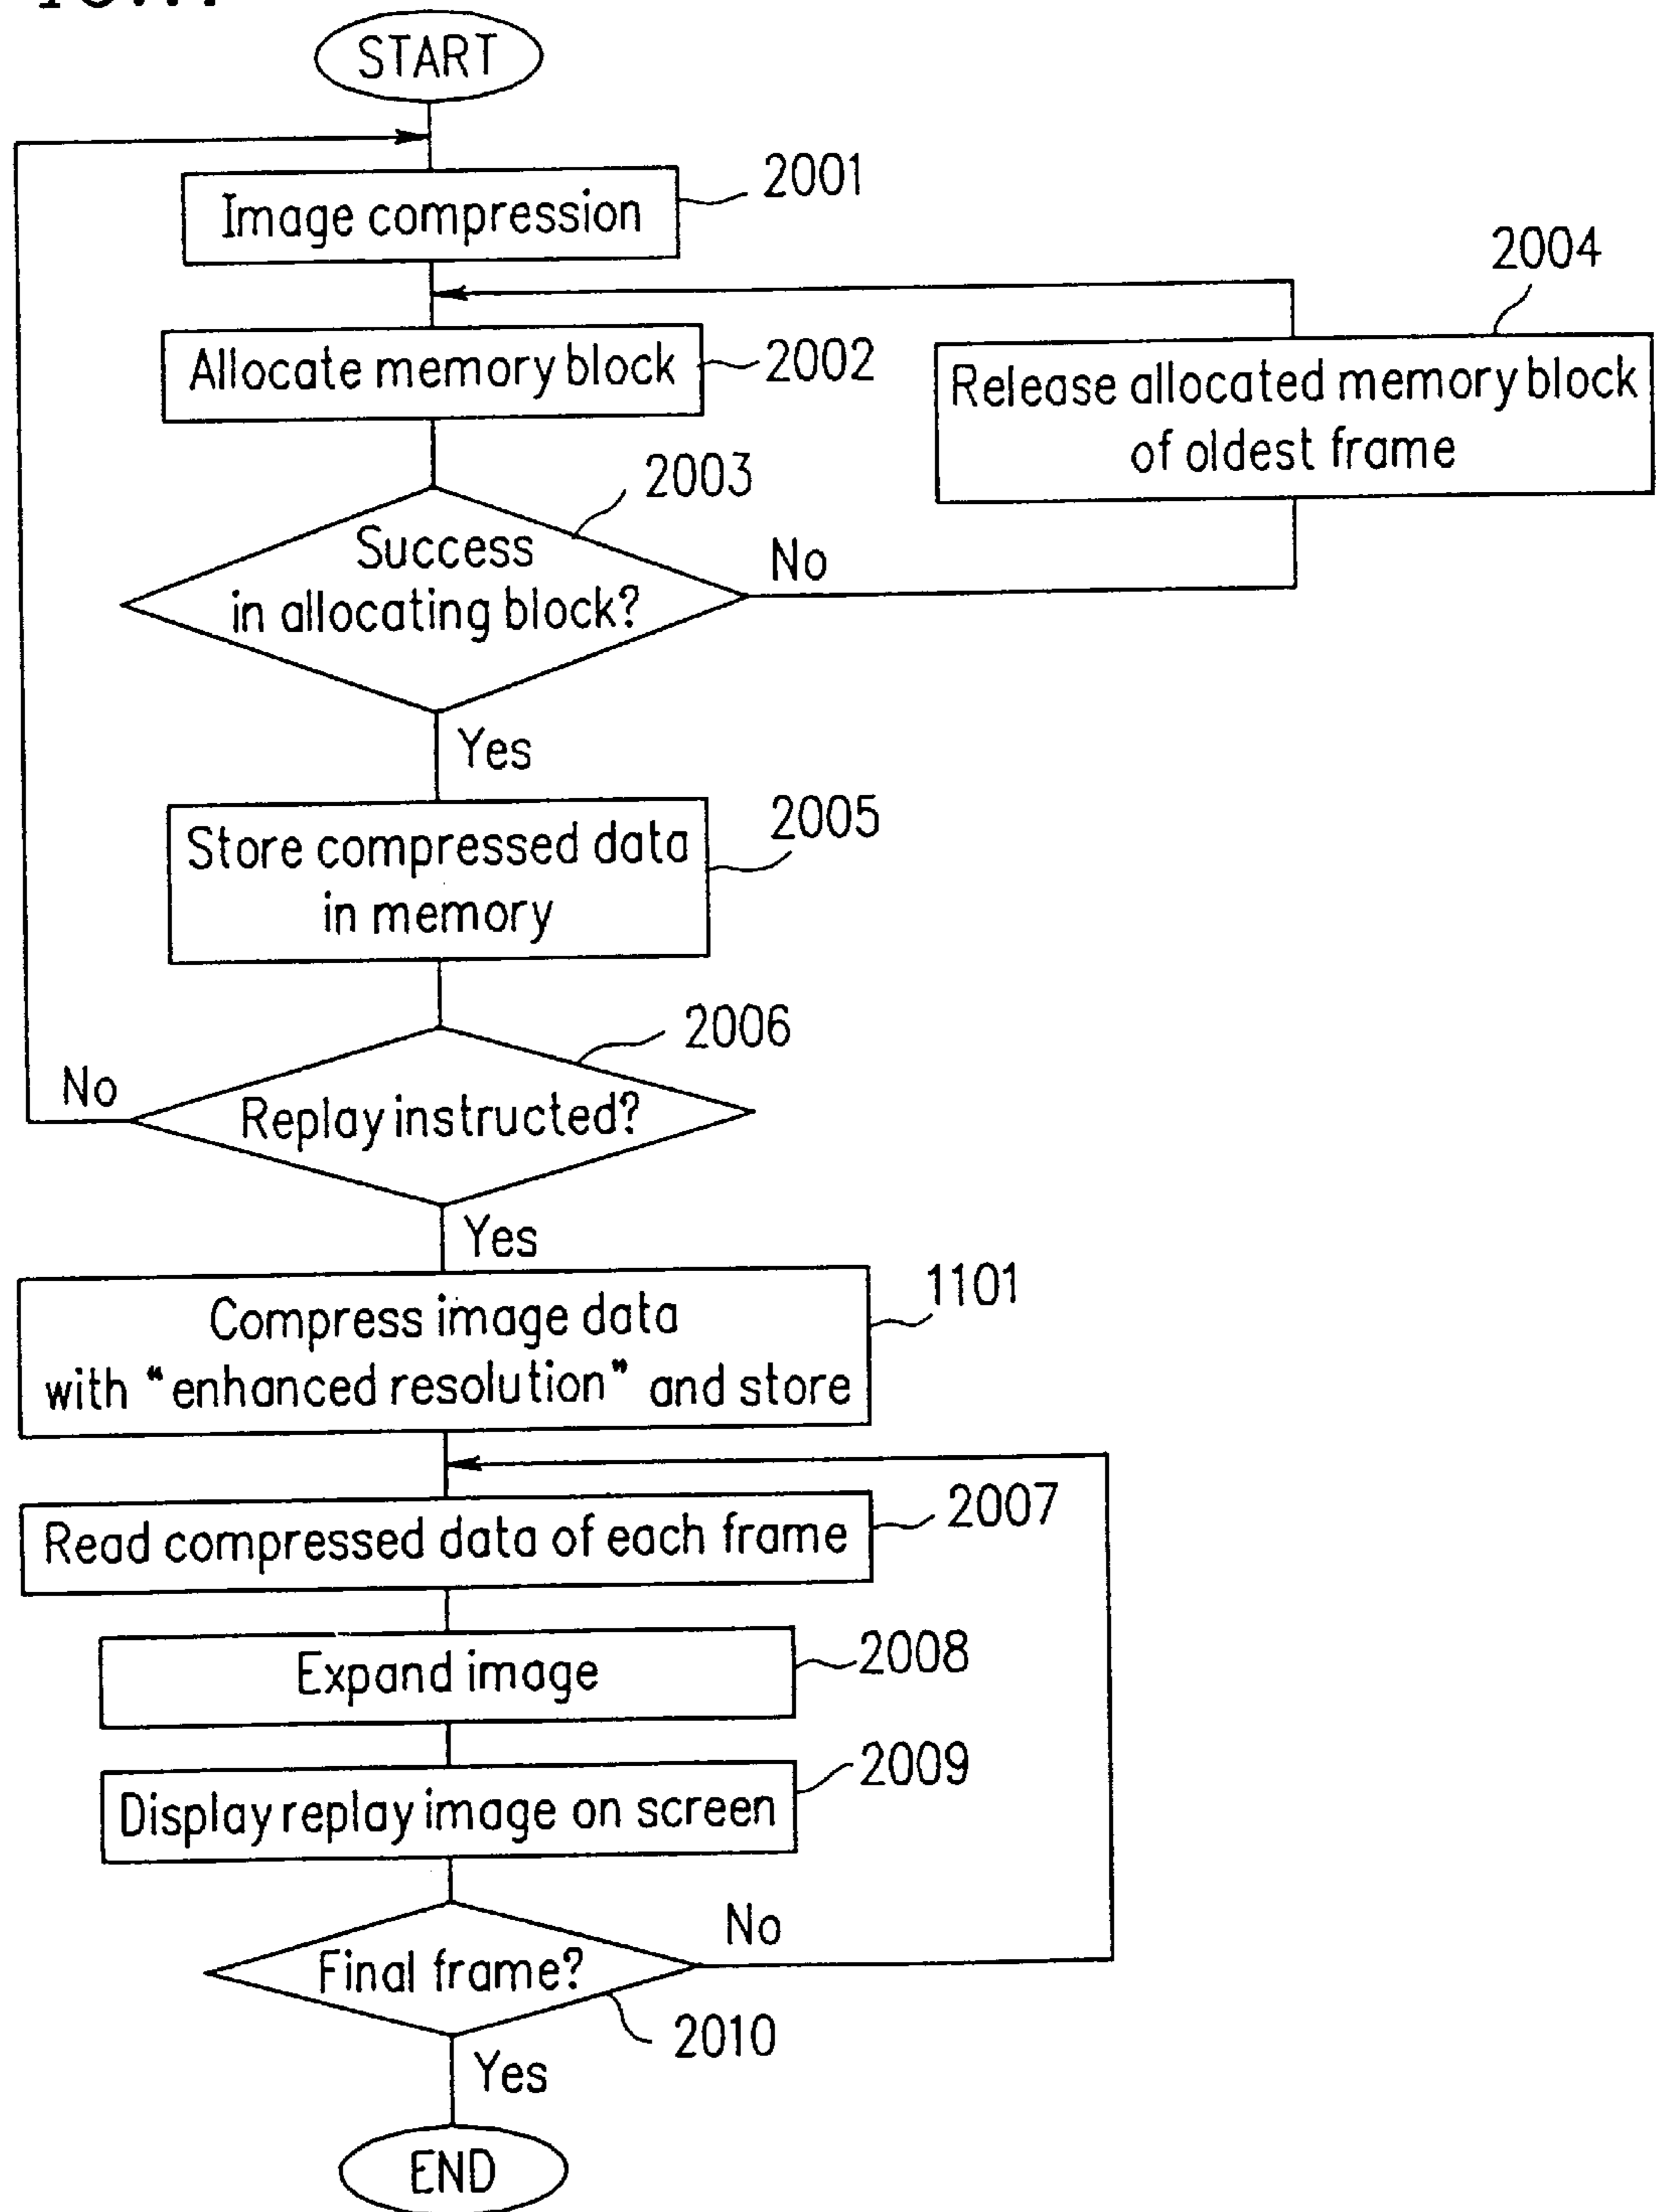 START
Image compression
2001
2004
Allocate memory block
2002
Release allocated memory block
of oldest frame
2003
Success
in allocating block?
No
Yes
Store compressed data
in memory
2005
2006
No
Replay instructed?
Yes
Compress image data
with "enhanced resolution" and store
1101
Read compressed data of each frame
2007
Expand image
2008
Display replay image on screen
2009
Final frame?
No
2010
Yes
END